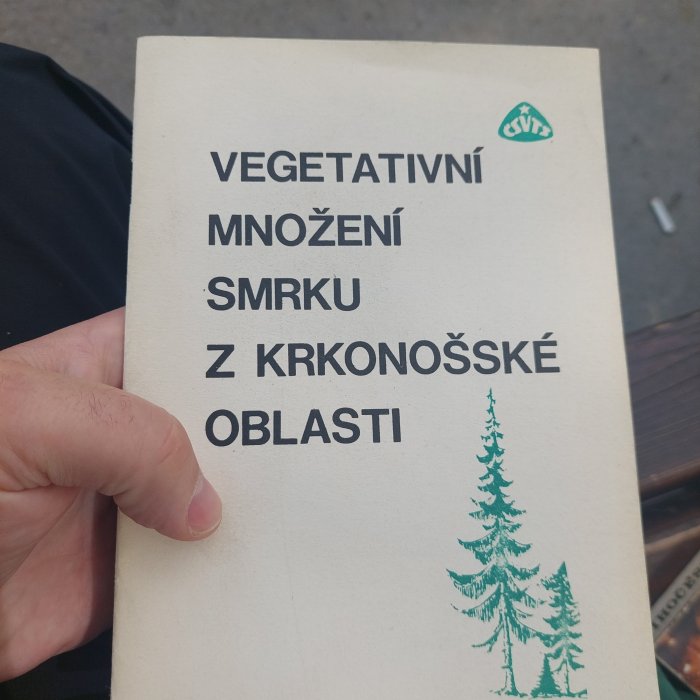 ČSVTS
VEGETATIVNÍ
MNOŽENÍ
SMRKU
Z KRKONOŠSKÉ
OBLASTI